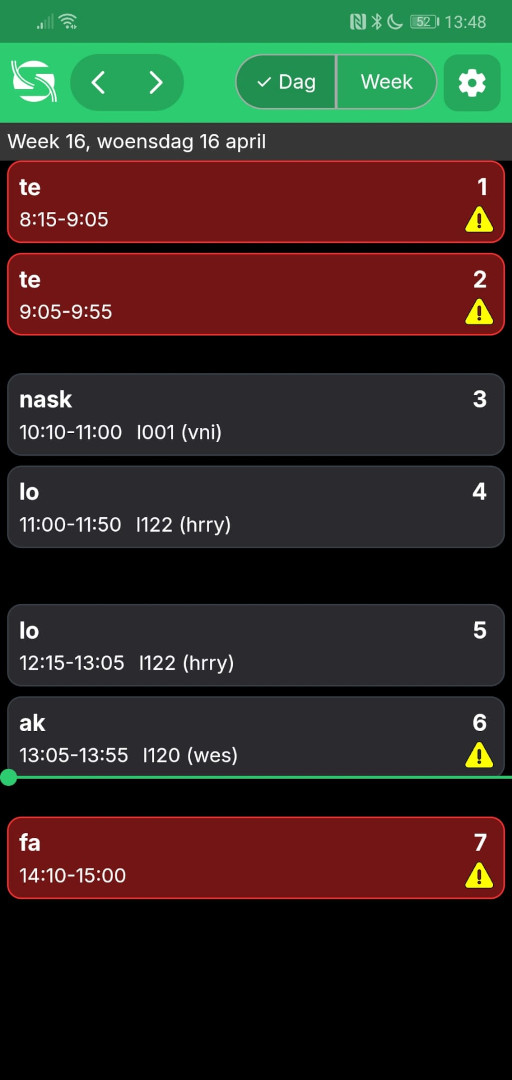 52 13:48
Dag Week
Week 16, woensdag 16 april
te 1
8:15-9:05
te 2
9:05-9:55
nask 3
10:10-11:00 l001 (vni)
lo 4
11:00-11:50 l122 (hrry)
lo 5
12:15-13:05 l122 (hrry)
ak 6
13:05-13:55 l120 (wes)
fa 7
14:10-15:00